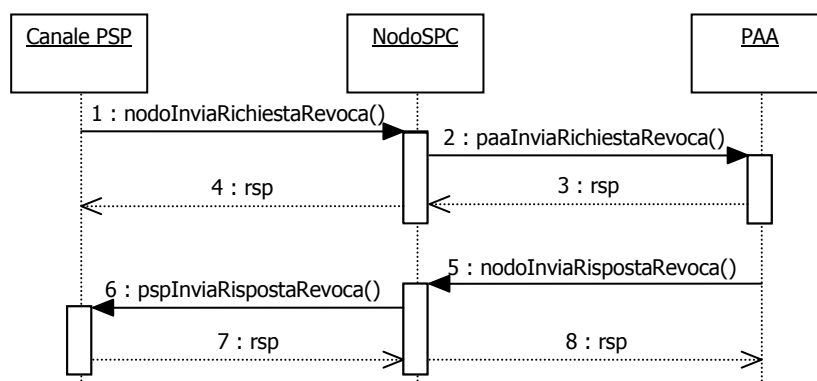 Canale PSP
NodoSPC
PAA
1 : nodoInviaRichiestaRevoca()
2 : paaInviaRichiestaRevoca()
4 : rsp
3 : rsp
5 : nodoInviaRispostaRevoca()
6 : pspInviaRispostaRevoca()
7 : rsp
8 : rsp